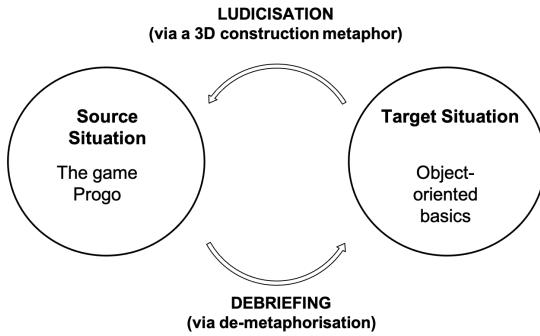 LUDICISATION
(via a 3D construction metaphor)
Source
Situation
The game
Progo
Target Situation
Object-
oriented
basics
DEBRIEFING
(via de-metaphorisation)